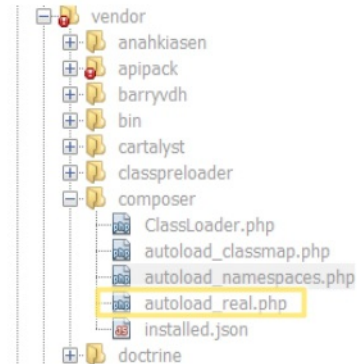 vendor
anahkiasen
apipack
barryvdh
bin
cartalyst
classpreloader
composer
ClassLoader.php
autoload_classmap.php
autoload_namespaces.php
autoload_real.php
installed.json
doctrine